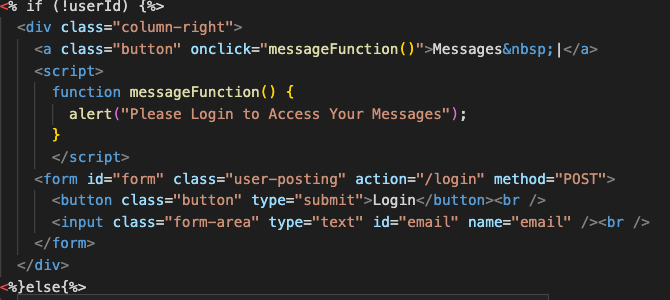 <% if (!userId) {%>
<div class="column-right">
<a class="button" onclick="messageFunction()">Messages&nbsp;|</a>
<script>
function messageFunction() {
alert("Please Login to Access Your Messages");
}
</script>
<form id="form" class="user-posting" action="/login" method="POST">
<button class="button" type="submit">Login</button><br />
<input class="form-area" type="text" id="email" name="email" /><br />
</form>
</div>
<%}else{%>